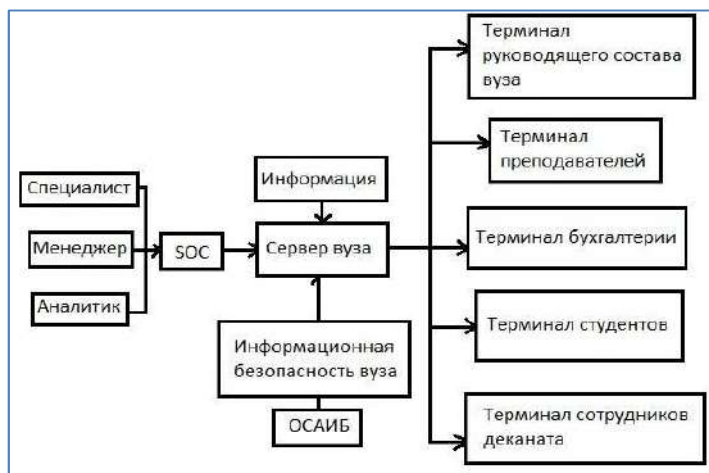 Специалист
Менеджер
Аналитик
SOC
Информация
Сервер вуза
Информационная
безопасность вуза
ОСАИБ
Терминал
руководящего состава
вуза
Терминал
преподавателей
Терминал бухгалтерии
Терминал студентов
Терминал сотрудников
деканата